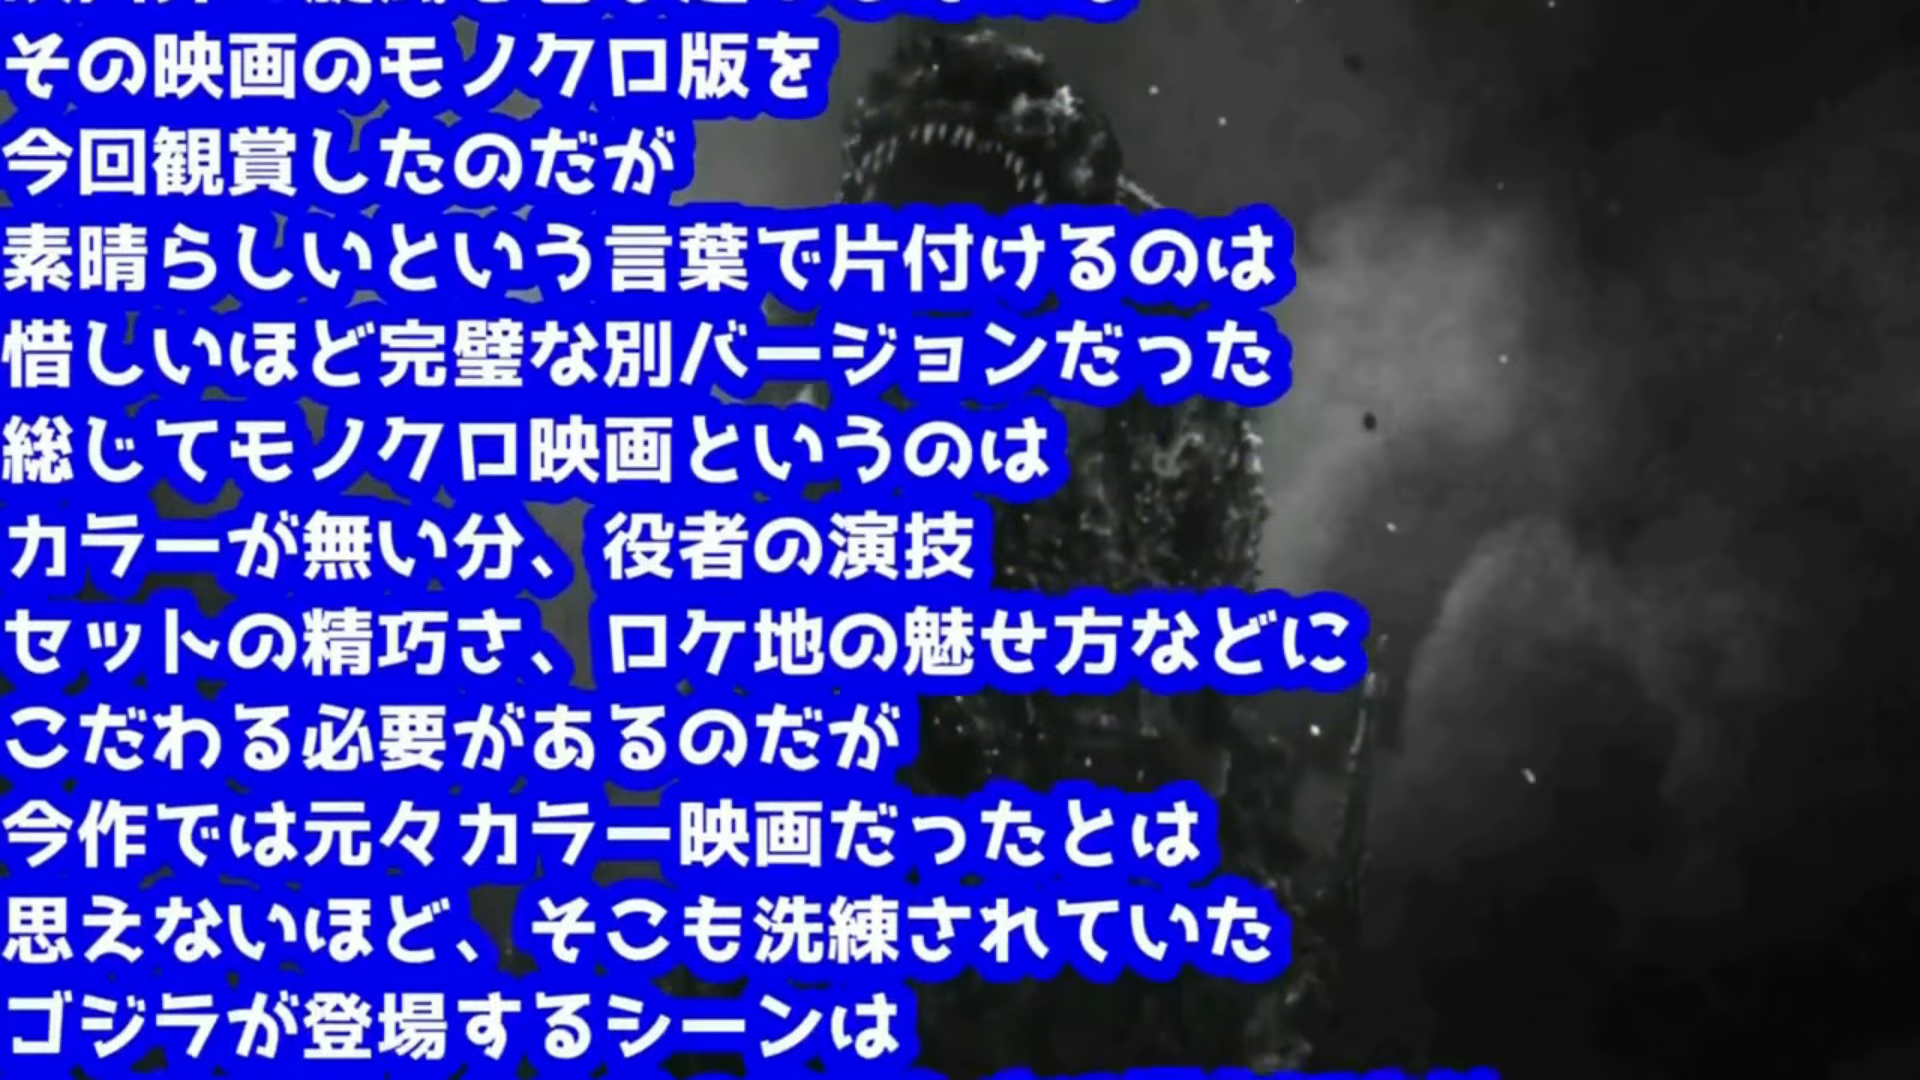 その映画のモノクロ版を
今回観賞したのだが
素晴らしいという言葉で片付けるのは
惜しいほど完璧な別バージョンだった
総じてモノクロ映画というのは
カラーが無い分、役者の演技
セットの精巧さ、ロケ地の魅せ方などに
こだわる必要があるのだが
今作では元々カラー映画だったとは
思えないほど、そこも洗練されていた
ゴジラが登場するシーンは